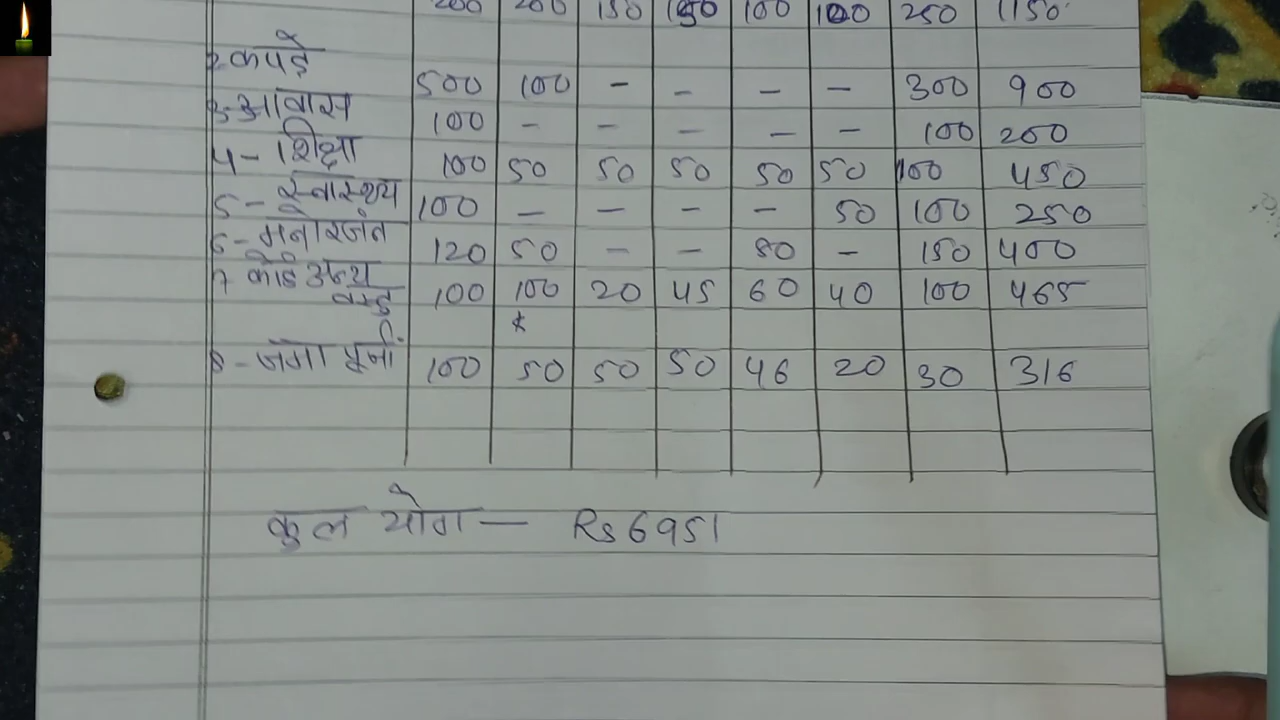 200 200 150 150 100 100 250 1150
2. कपड़े 500 100 - - - - 300 900
3- आवास 100 - - - - - 100 200
4- शिक्षा 100 50 50 50 50 50 100 450
5- स्वास्थ्य 100 - - - - 50 100 250
6- मनोरंजन 120 50 - - 80 - 150 400
7 कोई अन्य
वस्तु 100 100 20 45 60 40 100 465
*
8- जमा पूंजी 100 50 50 50 46 20 30 316
कुल योग — Rs 6951